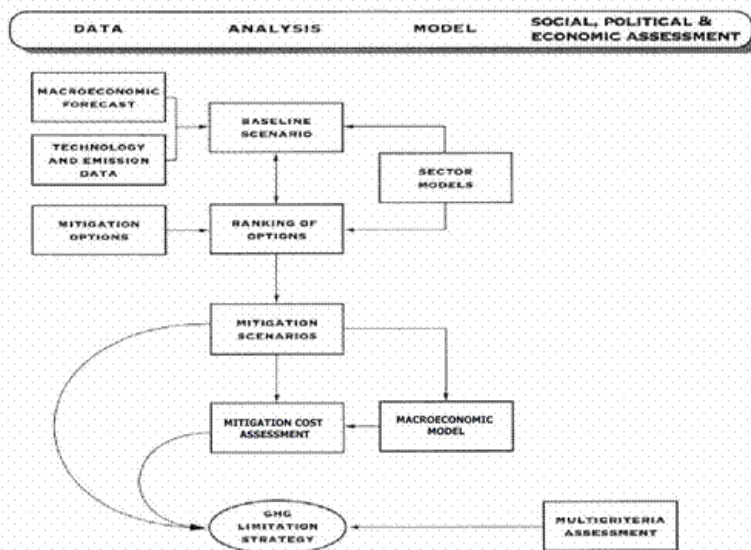 DATA ANALYSIS MODEL SOCIAL, POLITICAL &
ECONOMIC ASSESSMENT
MACROECONOMIC
FORECAST
BASELINE
SCENARIO
TECHNOLOGY
AND EMISSION
DATA
SECTOR
MODELS
MITIGATION
OPTIONS
RANKING OF
OPTIONS
MITIGATION
SCENARIOS
MITIGATION COST
ASSESSMENT
MACROECONOMIC
MODEL
GHG
LIMITATION
STRATEGY
MULTIGRITERIA
ASSESSMENT